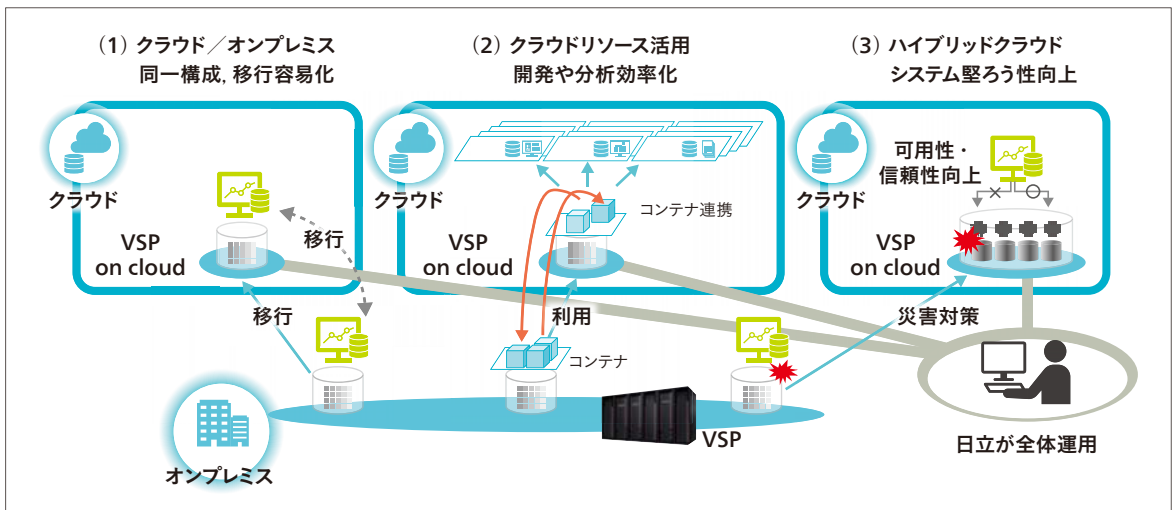 (1) クラウド/オンプレミス
同一構成, 移行容易化
(2) クラウドリソース活用
開発や分析効率化
(3) ハイブリッドクラウド
システム堅ろう性向上
クラウド
VSP
on cloud
移行
移行
クラウド
VSP
on cloud
コンテナ連携
利用
コンテナ
クラウド
可用性・
信頼性向上
VSP
on cloud
災害対策
オンプレミス
VSP
日立が全体運用